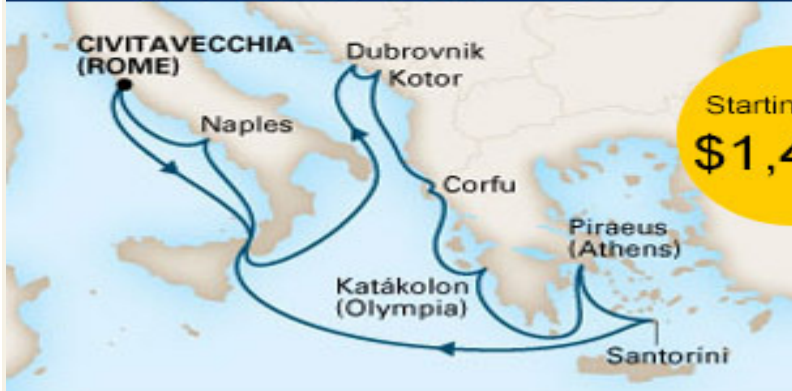 CIVITAVECCHIA
(ROME)
Dubrovnik
Kotor
Naples
Startin
$1,4
Corfu
Piraeus
(Athens)
Katákolon
(Olympia)
Santorini